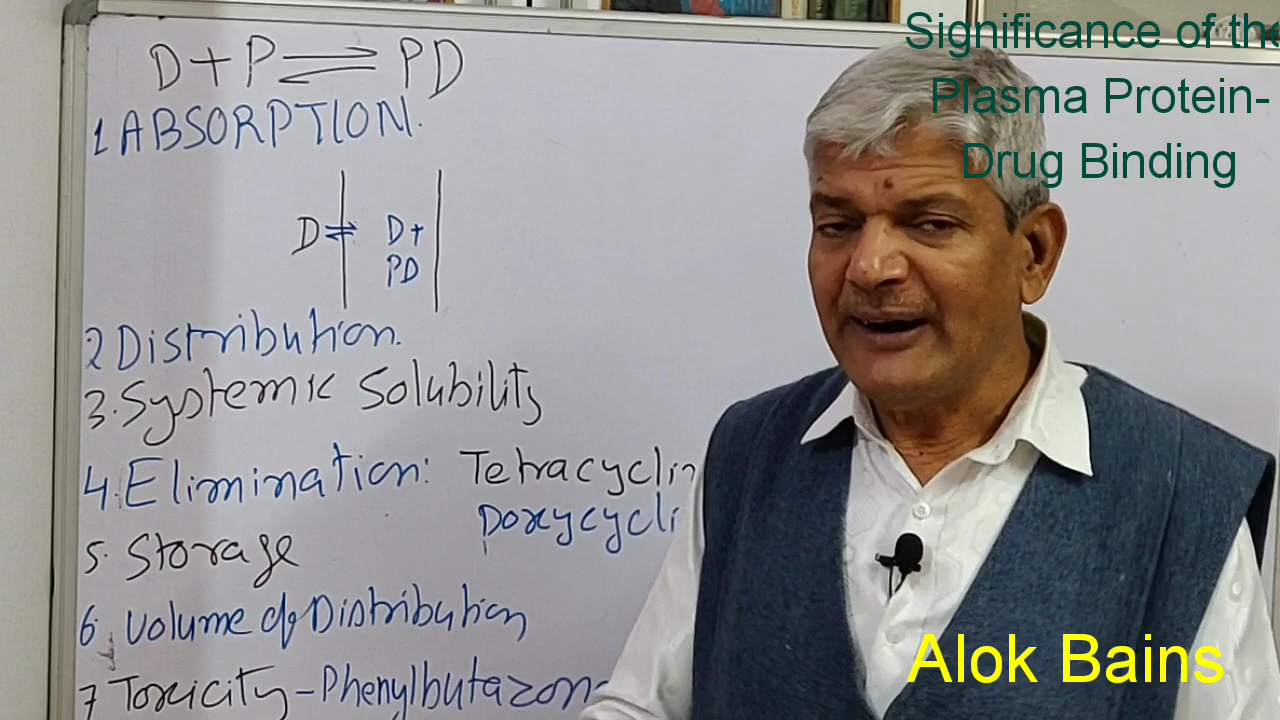 Significance of the
Plasma Protein-
Drug Binding
D + P ⇌ PD
1 ABSORPTION.
D ⇌ D +
PD
2 Distribution.
3. Systemic Solubility
4. Elimination: Tetracyclin
Doxycycli
5. Storage
6. Volume of Distribution
7 Toxicity - Phenylbutazon
Alok Bains